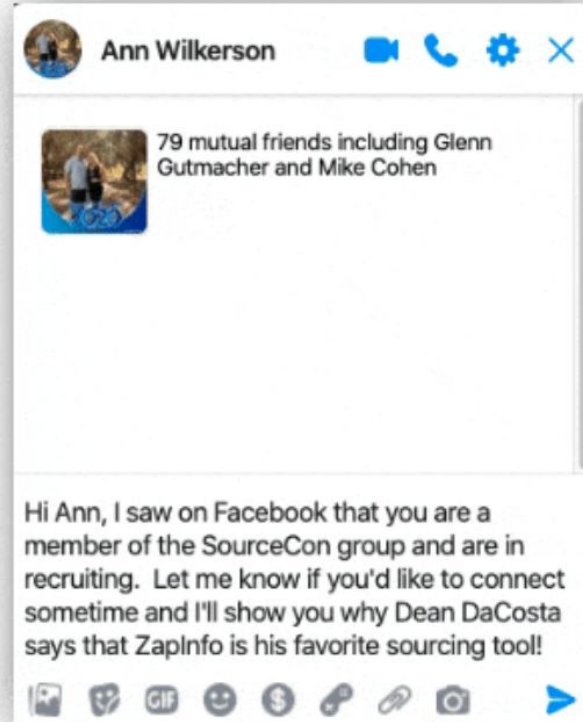 Ann Wilkerson
79 mutual friends including Glenn
Gutmacher and Mike Cohen
Hi Ann, I saw on Facebook that you are a
member of the SourceCon group and are in
recruiting.  Let me know if you'd like to connect
sometime and I'll show you why Dean DaCosta
says that ZapInfo is his favorite sourcing tool!
GIF